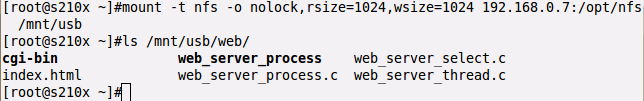 [root@s210x ~]#mount -t nfs -o nolock,rsize=1024,wsize=1024 192.168.0.7:/opt/nfs
/mnt/usb
[root@s210x ~]#ls /mnt/usb/web/
cgi-bin web_server_process web_server_select.c
index.html web_server_process.c web_server_thread.c
[root@s210x ~]#